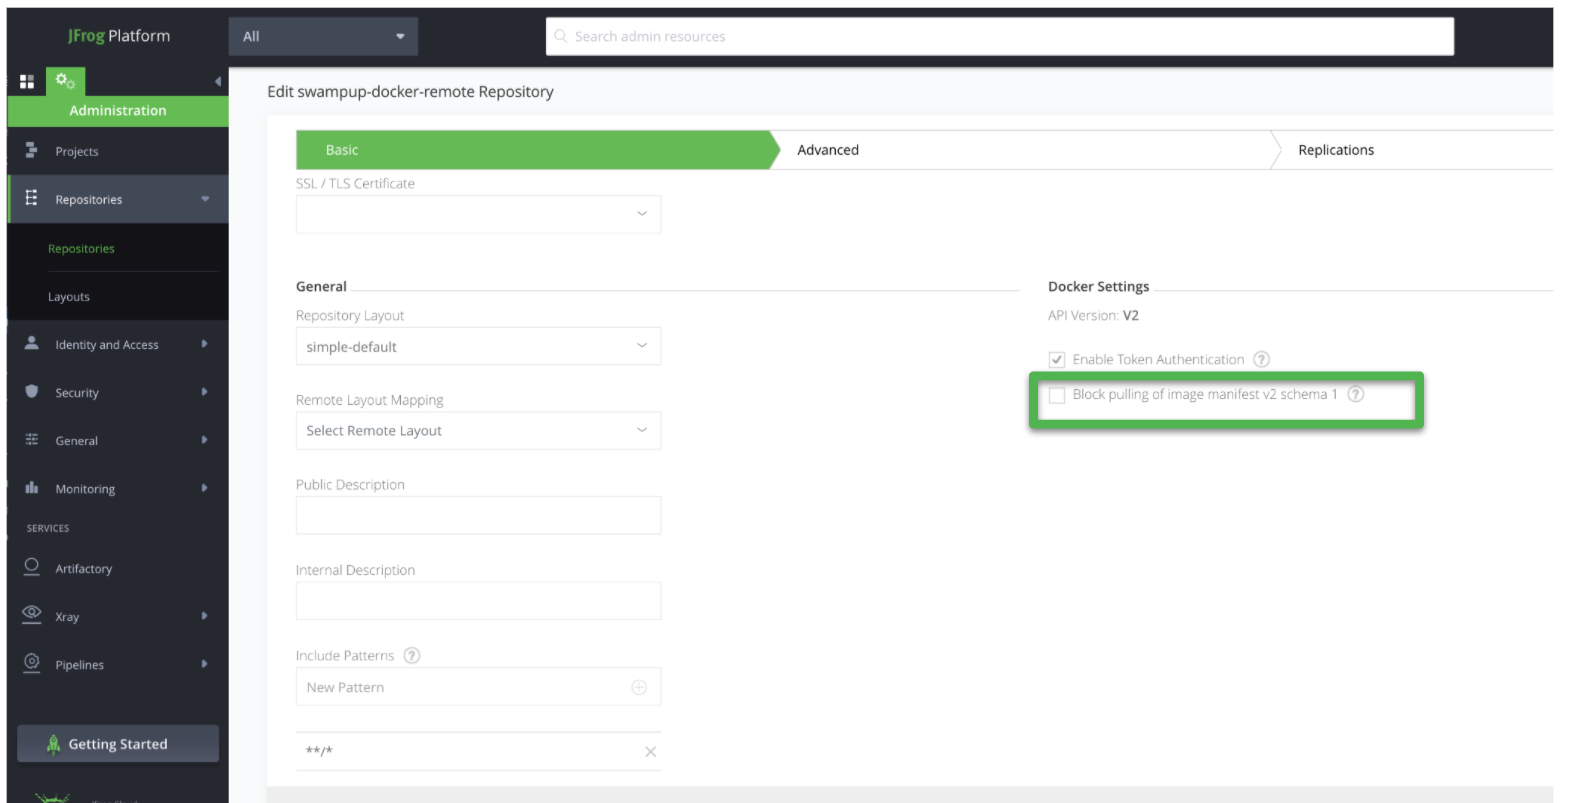 JFrog Platform
All
Search admin resources
Administration
Projects
Repositories
Repositories
Layouts
Identity and Access
Security
General
Monitoring
SERVICES
Artifactory
Xray
Pipelines
Getting Started
Edit swampup-docker-remote Repository
Basic
Advanced
Replications
SSL / TLS Certificate
General
Repository Layout
simple-default
Remote Layout Mapping
Select Remote Layout
Public Description
Internal Description
Include Patterns ?
New Pattern
**/*
Docker Settings
API Version: V2
Enable Token Authentication ?
Block pulling of image manifest v2 schema 1 ?